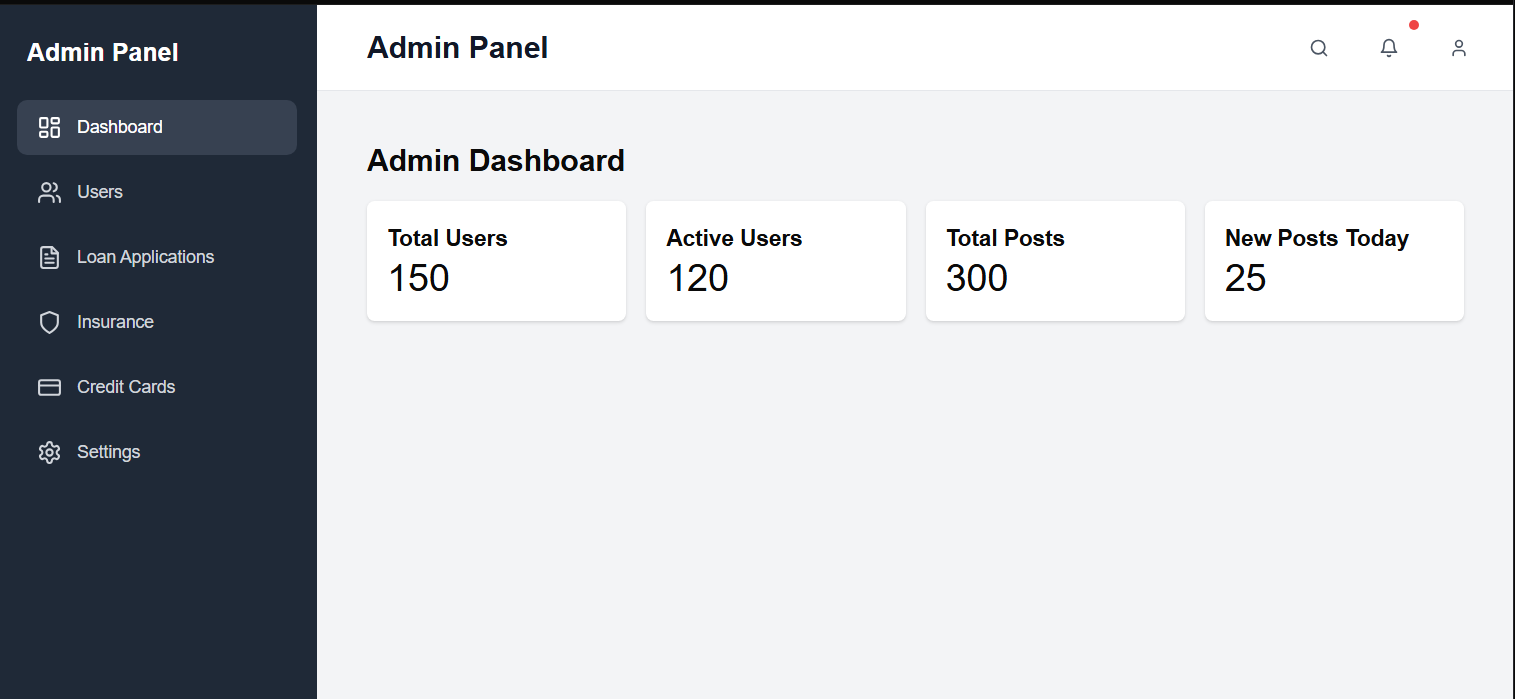 Admin Panel
Dashboard
Users
Loan Applications
Insurance
Credit Cards
Settings
Admin Panel
Admin Dashboard
Total Users
150
Active Users
120
Total Posts
300
New Posts Today
25